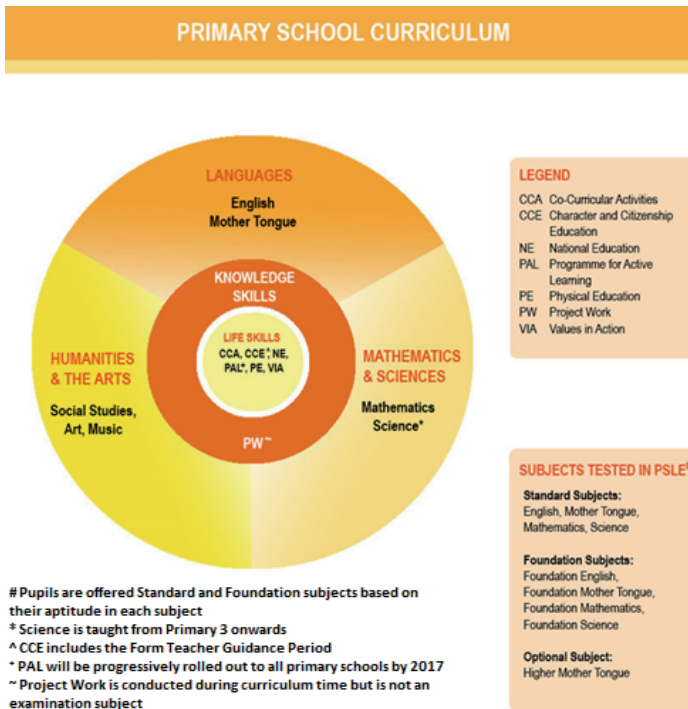 PRIMARY SCHOOL CURRICULUM
LANGUAGES
English
Mother Tongue
KNOWLEDGE
SKILLS
LIFE SKILLS
CCA, CCE^, NE,
PAL+, PE, VIA
PW~
HUMANITIES
& THE ARTS
Social Studies,
Art, Music
MATHEMATICS
& SCIENCES
Mathematics
Science*
LEGEND
CCA Co-Curricular Activities
CCE Character and Citizenship
Education
NE National Education
PAL Programme for Active
Learning
PE Physical Education
PW Project Work
VIA Values in Action
SUBJECTS TESTED IN PSLE
Standard Subjects:
English, Mother Tongue,
Mathematics, Science
Foundation Subjects:
Foundation English,
Foundation Mother Tongue,
Foundation Mathematics,
Foundation Science
Optional Subject:
Higher Mother Tongue
# Pupils are offered Standard and Foundation subjects based on
their aptitude in each subject
* Science is taught from Primary 3 onwards
^ CCE includes the Form Teacher Guidance Period
+ PAL will be progressively rolled out to all primary schools by 2017
~ Project Work is conducted during curriculum time but is not an
examination subject